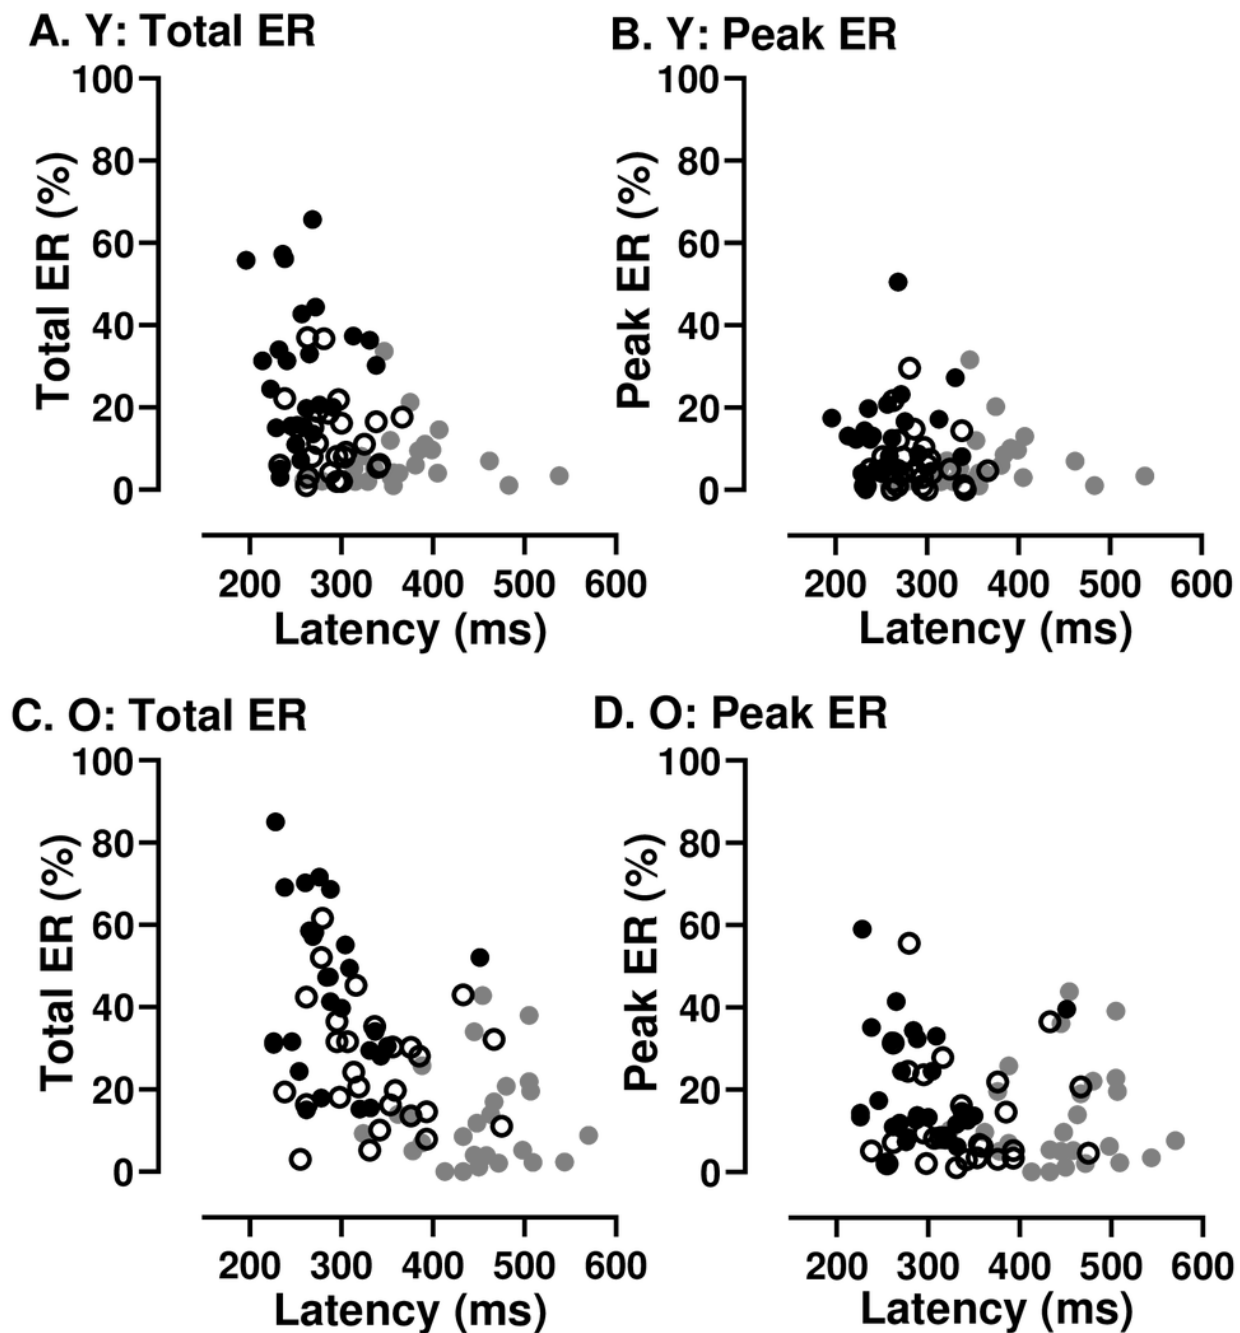 A. Y: Total ER
B. Y: Peak ER
100
80
60
40
20
0
Total ER (%)
200 300 400 500 600
Latency (ms)
100
80
60
40
20
0
Peak ER (%)
200 300 400 500 600
Latency (ms)
C. O: Total ER
D. O: Peak ER
100
80
60
40
20
0
Total ER (%)
200 300 400 500 600
Latency (ms)
100
80
60
40
20
0
Peak ER (%)
200 300 400 500 600
Latency (ms)